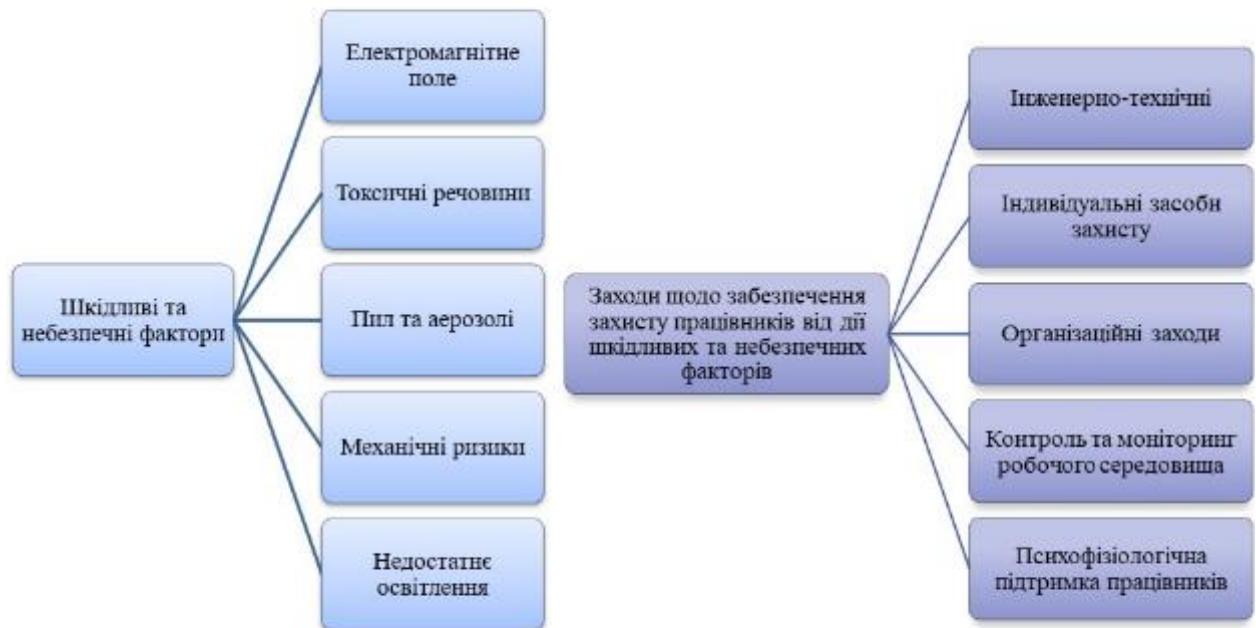 Шкідливі та
небезпечні фактори
Електромагнітне
поле
Токсичні речовини
Пил та аерозолі
Механічні ризики
Недостатнє
освітлення
Заходи щодо забезпечення
захисту працівників від дії
шкідливих та небезпечних
факторів
Інженерно-технічні
Індивідуальні засоби
захисту
Організаційні заходи
Контроль та моніторинг
робочого середовища
Психофізіологічна
підтримка працівників